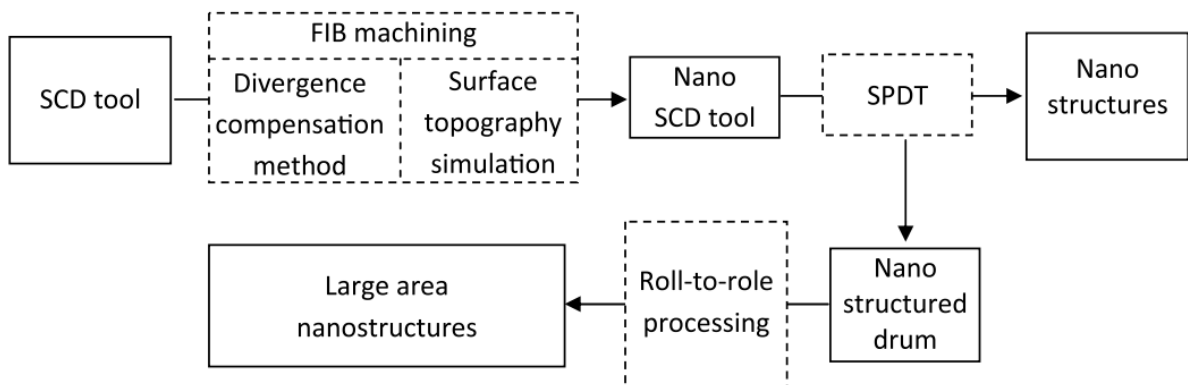 SCD tool
FIB machining
Divergence
compensation
method
Surface
topography
simulation
Nano
SCD tool
SPDT
Nano
structures
Large area
nanostructures
Roll-to-role
processing
Nano
structured
drum